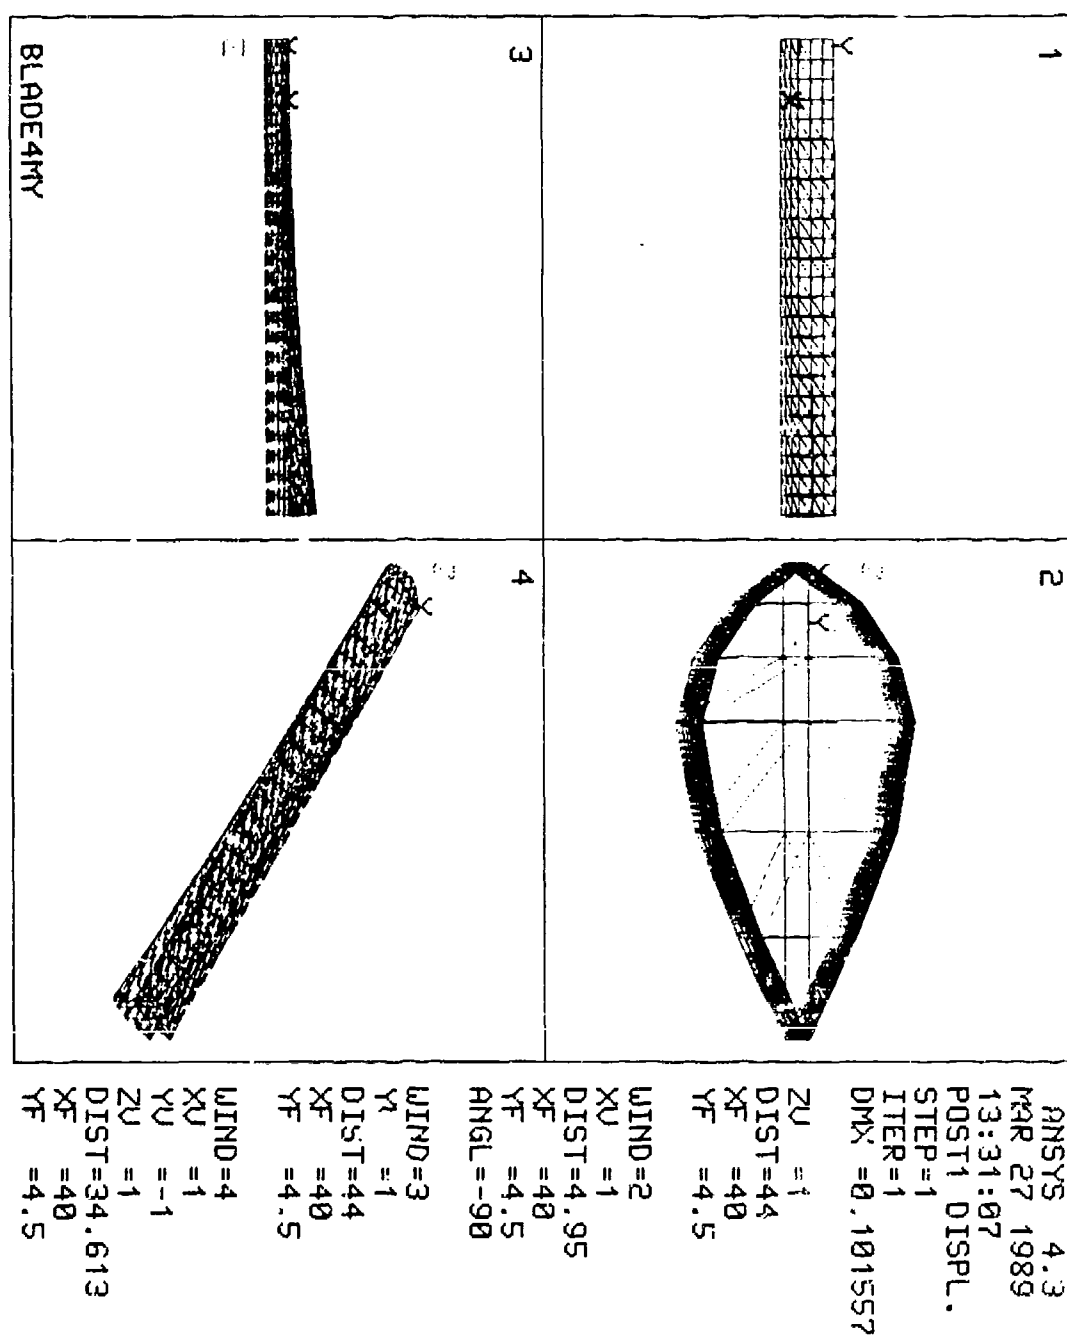 ANSYS 4.3
MAR 27 1989
13:31:07
POST1 DISPL.
STEP=1
ITER=1
DMX =0.101557
ZV =1
DIST=44
XF =40
YF =4.5
WIND=2
XV =1
DIST=4.95
XF =40
YF =4.5
ANGL=-90
WIND=3
=1
DIST=44
XF =40
YF =4.5
WIND=4
XV =1
YV =-1
ZV =1
DIST=34.613
XF =40
YF =4.5
1
Y
X
2
Y
3
Y
X
4
BLADE4MY